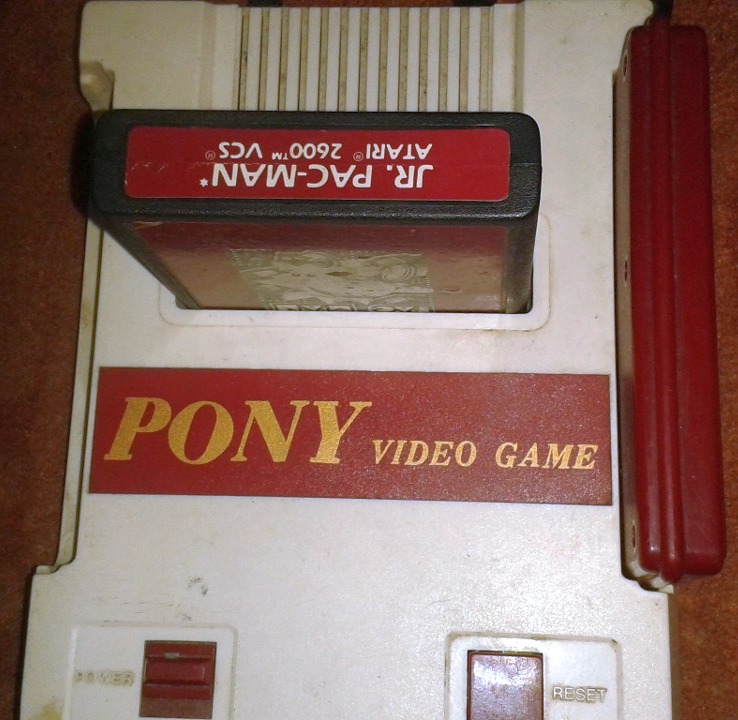 JR. PAC-MAN*
ATARI® 2600™ VCS®
PONY VIDEO GAME
POWER
RESET